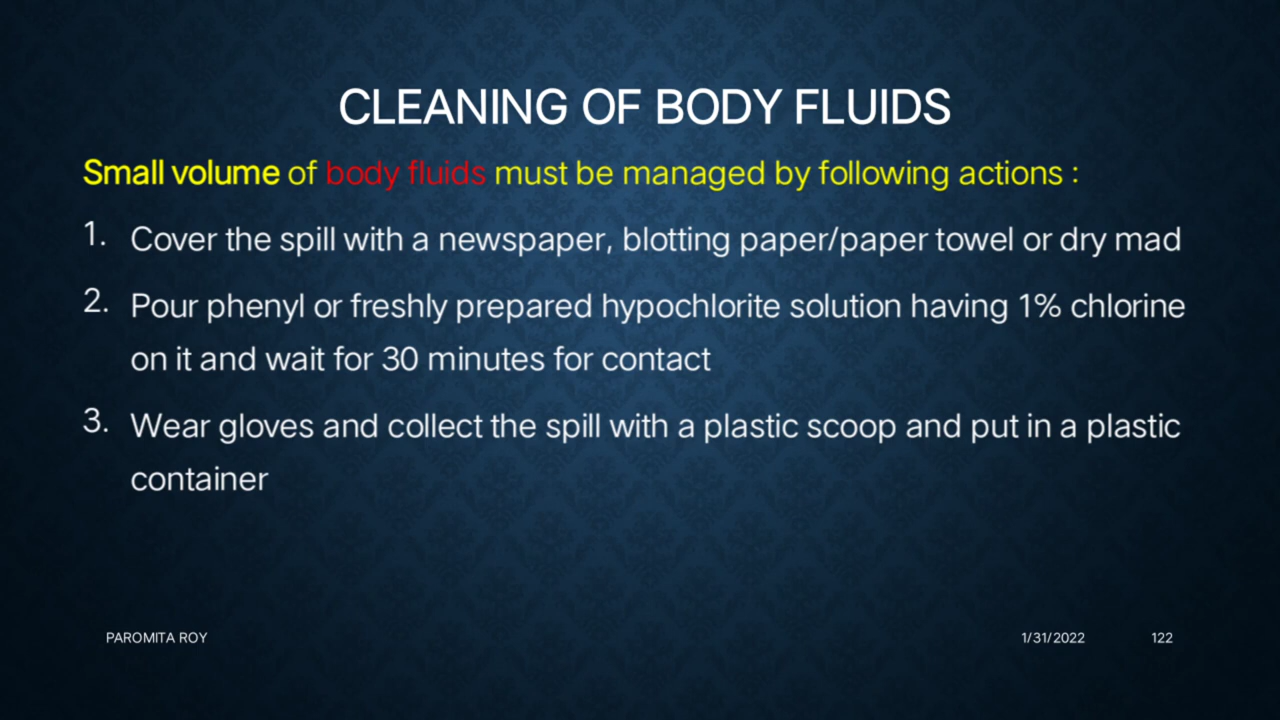 CLEANING OF BODY FLUIDS
Small volume of body fluids must be managed by following actions :
1. Cover the spill with a newspaper, blotting paper/paper towel or dry mad
2. Pour phenyl or freshly prepared hypochlorite solution having 1% chlorine
on it and wait for 30 minutes for contact
3. Wear gloves and collect the spill with a plastic scoop and put in a plastic
container
PAROMITA ROY 1/31/2022 122